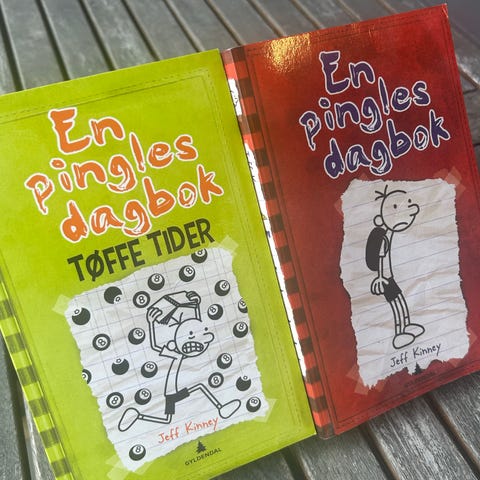 En
pingles
dagbok
TØFFE TIDER
Jeff Kinney
GYLDENDAL
En
pingles
dagbok
Jeff Kinney